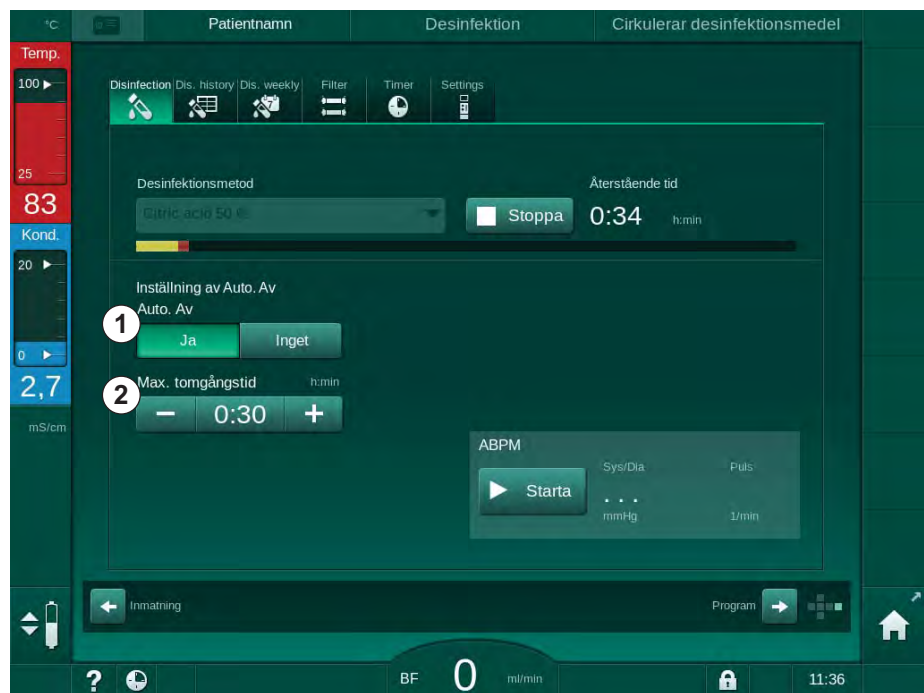 °C Patientnamn Desinfektion Cirkulerar desinfektionsmedel
Temp.
100
25
83
Kond.
20
0
2,7
mS/cm
Disinfection Dis. history Dis. weekly Filter Timer Settings
Desinfektionsmetod
Citric acid 50
Stoppa
Återstående tid
0:34 h:min
Inställning av Auto. Av
Auto. Av
1
Ja Inget
Max. tomgångstid h:min
2
− 0:30 +
ABPM
Starta
Sys/Dia Puls
. . .
mmHg 1/min
Inmatning Program
? BF 0 ml/min 11:36